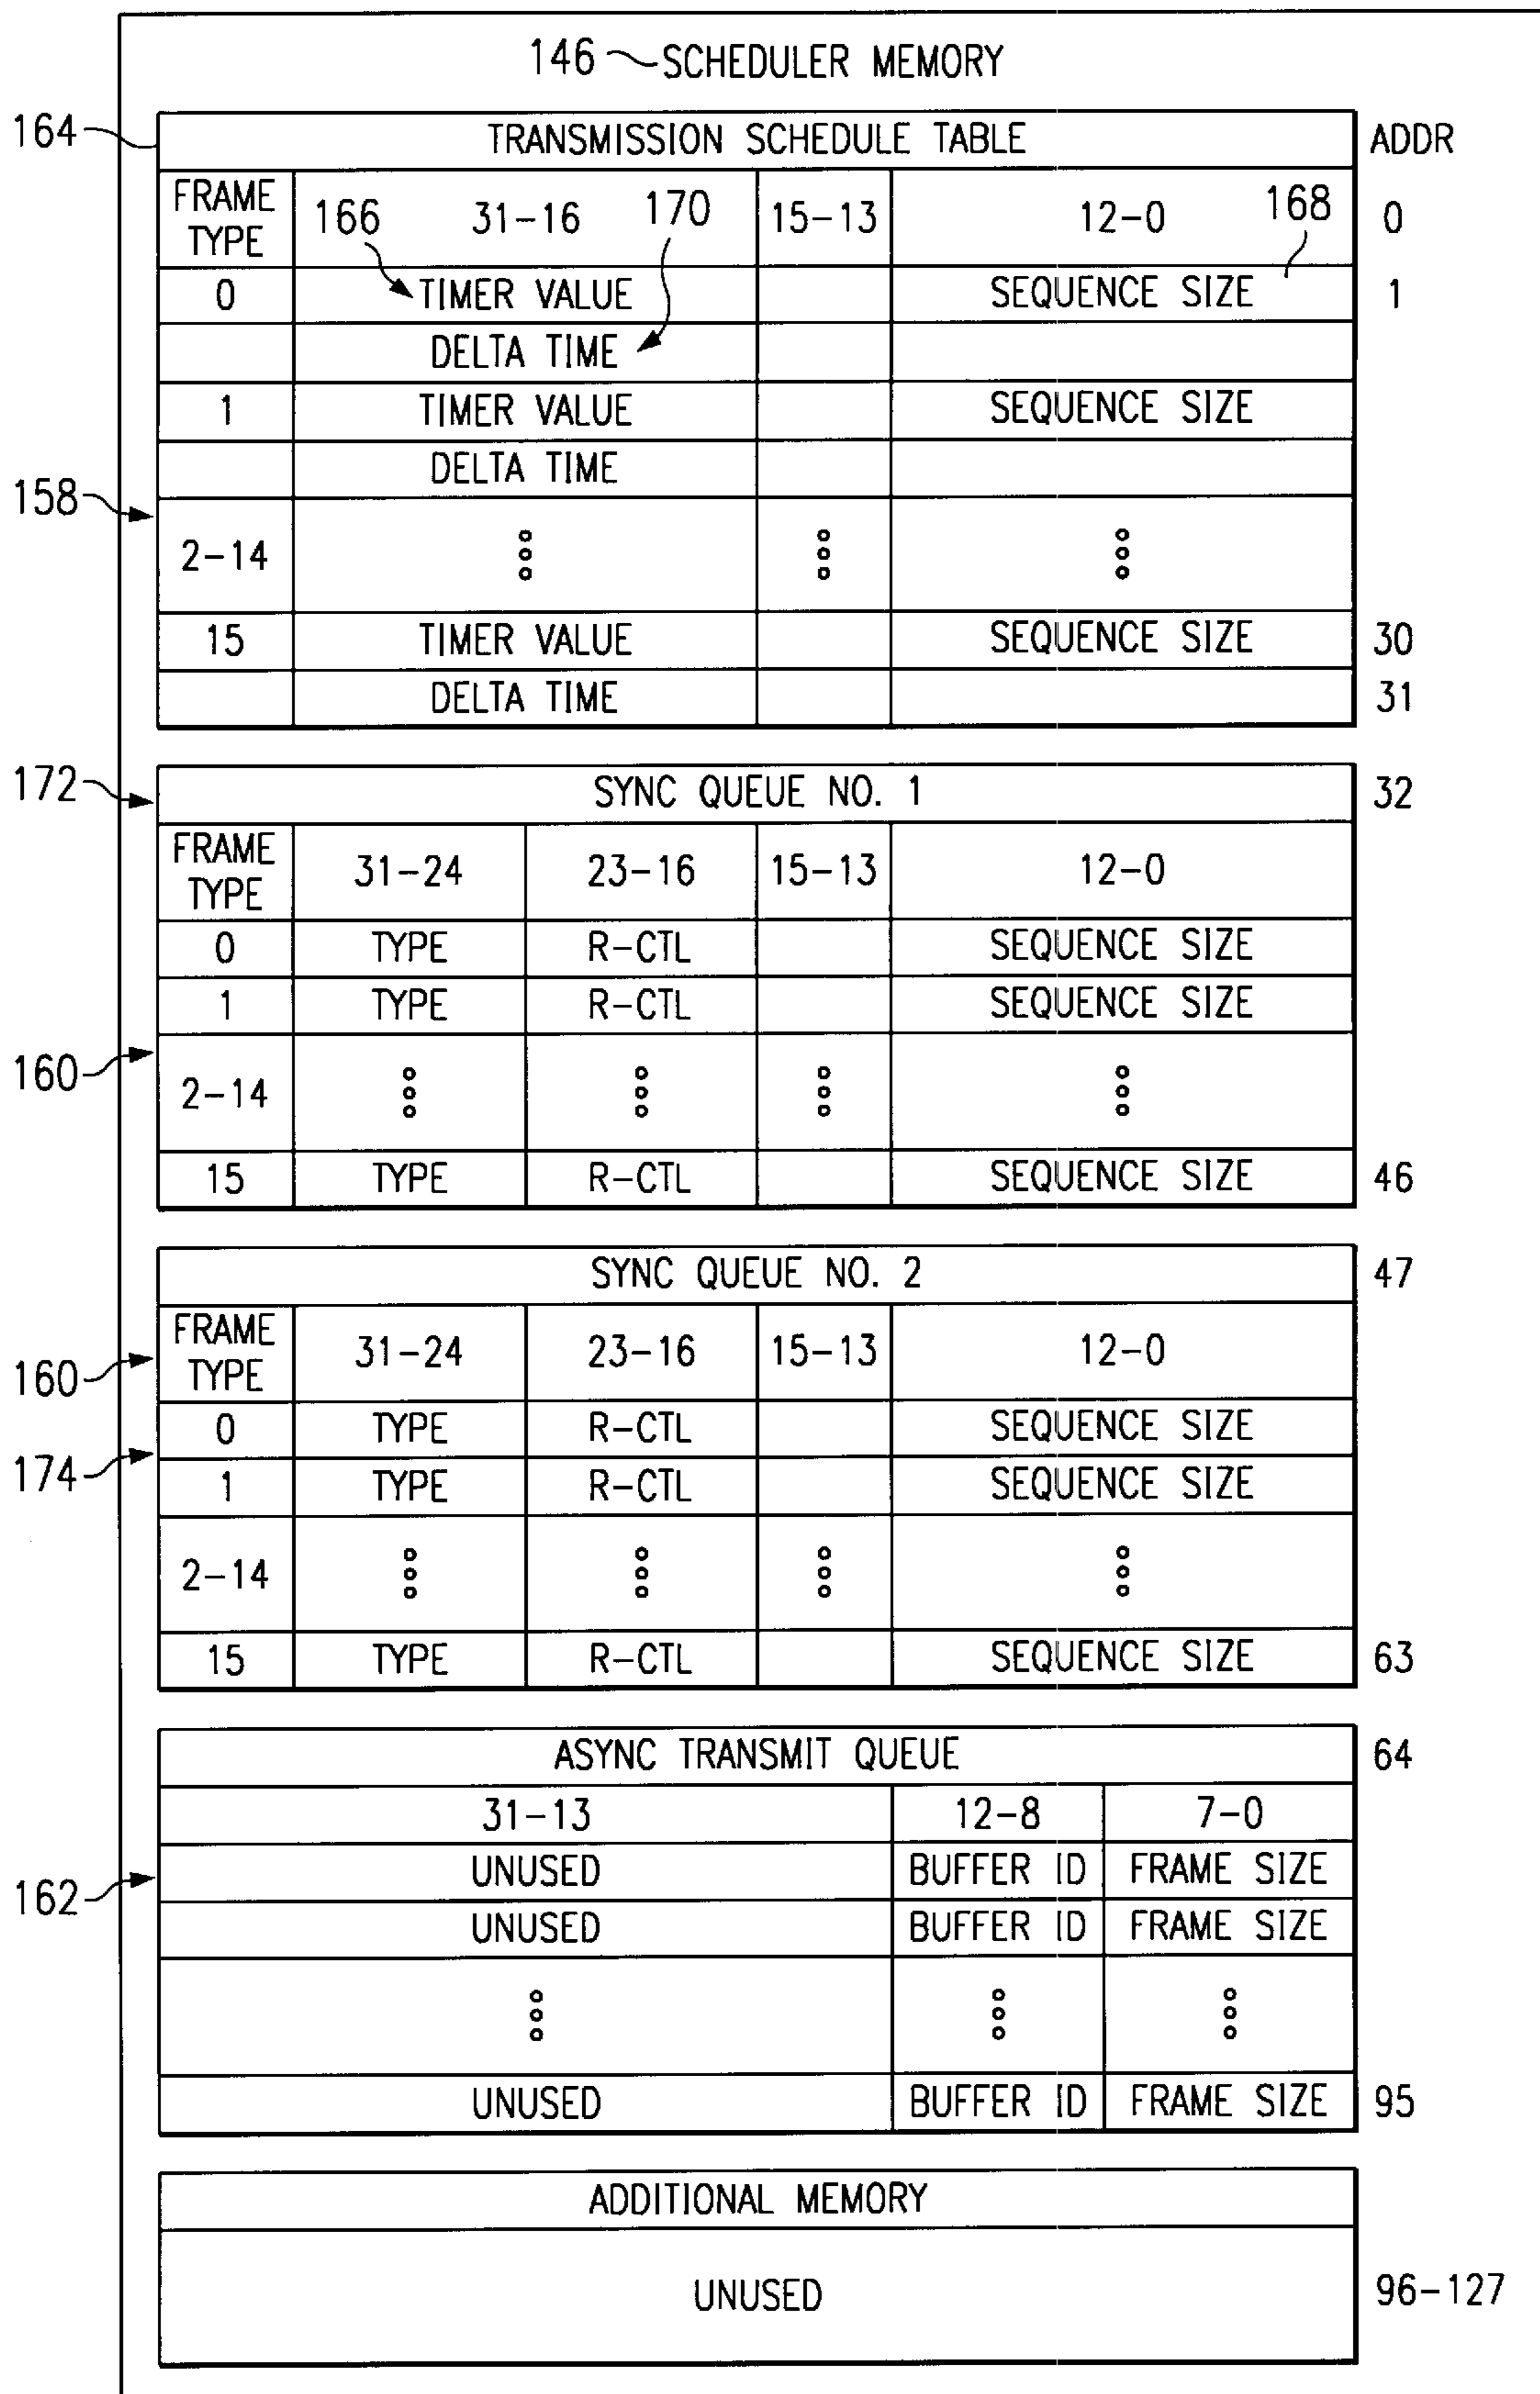 146 SCHEDULER MEMORY
164 TRANSMISSION SCHEDULE TABLE ADDR
FRAME TYPE 166 31-16 170 15-13 12-0 168 0
0 TIMER VALUE SEQUENCE SIZE 1
DELTA TIME
1 TIMER VALUE SEQUENCE SIZE
DELTA TIME
158
2-14
15 TIMER VALUE SEQUENCE SIZE 30
DELTA TIME 31
172 SYNC QUEUE NO. 1 32
FRAME TYPE 31-24 23-16 15-13 12-0
0 TYPE R-CTL SEQUENCE SIZE
1 TYPE R-CTL SEQUENCE SIZE
160 2-14
15 TYPE R-CTL SEQUENCE SIZE 46
SYNC QUEUE NO. 2 47
160 FRAME TYPE 31-24 23-16 15-13 12-0
0 TYPE R-CTL SEQUENCE SIZE
174
1 TYPE R-CTL SEQUENCE SIZE
2-14
15 TYPE R-CTL SEQUENCE SIZE 63
ASYNC TRANSMIT QUEUE 64
31-13 12-8 7-0
UNUSED BUFFER ID FRAME SIZE
162
UNUSED BUFFER ID FRAME SIZE
UNUSED BUFFER ID FRAME SIZE 95
ADDITIONAL MEMORY
UNUSED 96-127